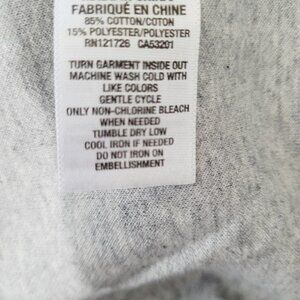 FABRIQUÉ EN CHINE
85% COTTON/COTON
15% POLYESTER/POLYESTER
RN121726 CA53201
TURN GARMENT INSIDE OUT
MACHINE WASH COLD WITH
LIKE COLORS
GENTLE CYCLE
ONLY NON-CHLORINE BLEACH
WHEN NEEDED
TUMBLE DRY LOW
COOL IRON IF NEEDED
DO NOT IRON ON
EMBELLISHMENT